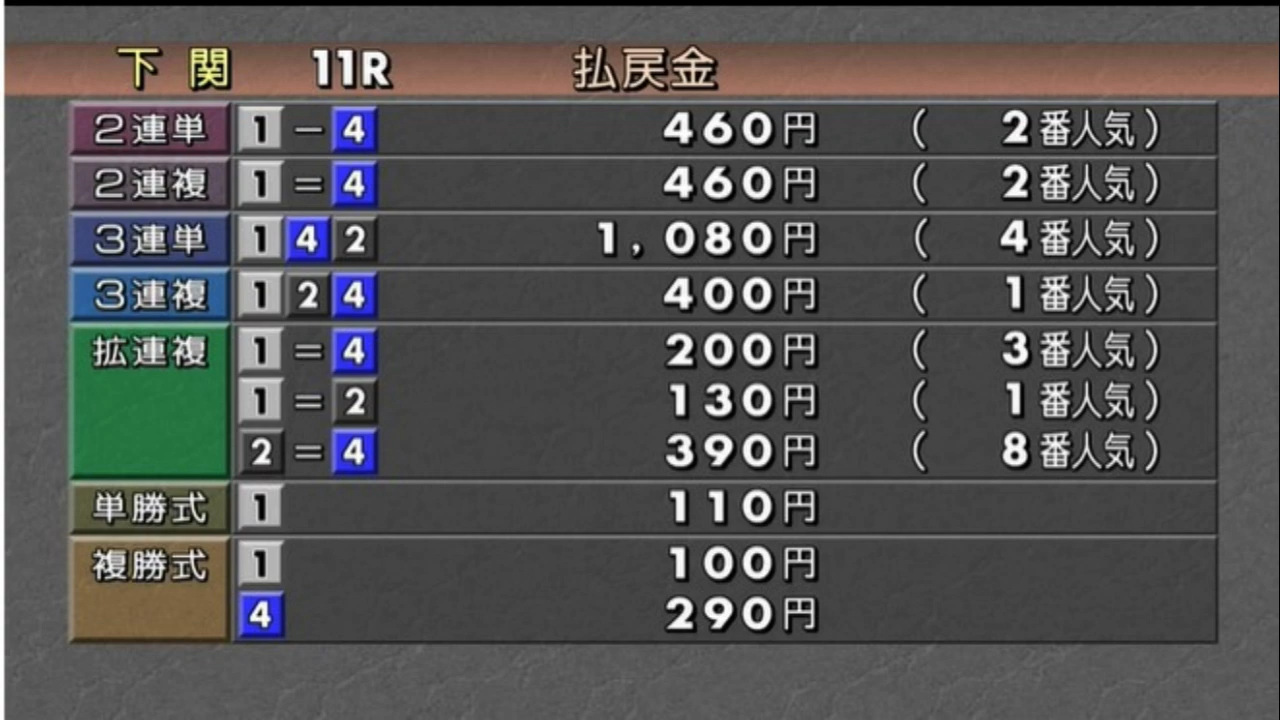 下関 11R 払戻金
2連単 1 － 4 460円 ( 2番人気 )
2連複 1 ＝ 4 460円 ( 2番人気 )
3連単 1 4 2 1,080円 ( 4番人気 )
3連複 1 2 4 400円 ( 1番人気 )
拡連複 1 ＝ 4 200円 ( 3番人気 )
1 ＝ 2 130円 ( 1番人気 )
2 ＝ 4 390円 ( 8番人気 )
単勝式 1 110円
複勝式 1 100円
4 290円